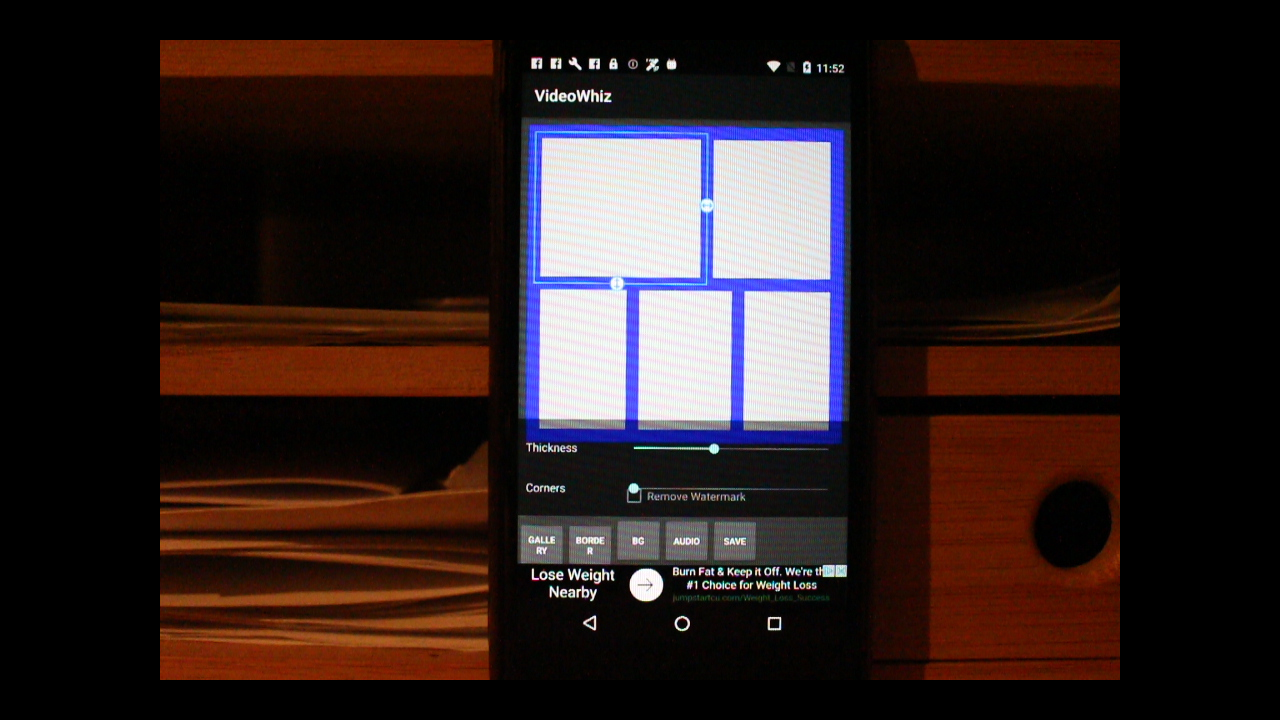 11:52
VideoWhiz
Thickness
Corners
Remove Watermark
GALLE
RY
BORDE
R
BG
AUDIO
SAVE
Lose Weight
Nearby
Burn Fat & Keep it Off. We're th
#1 Choice for Weight Loss
jumpstartcu.com/Weight_Loss_Success